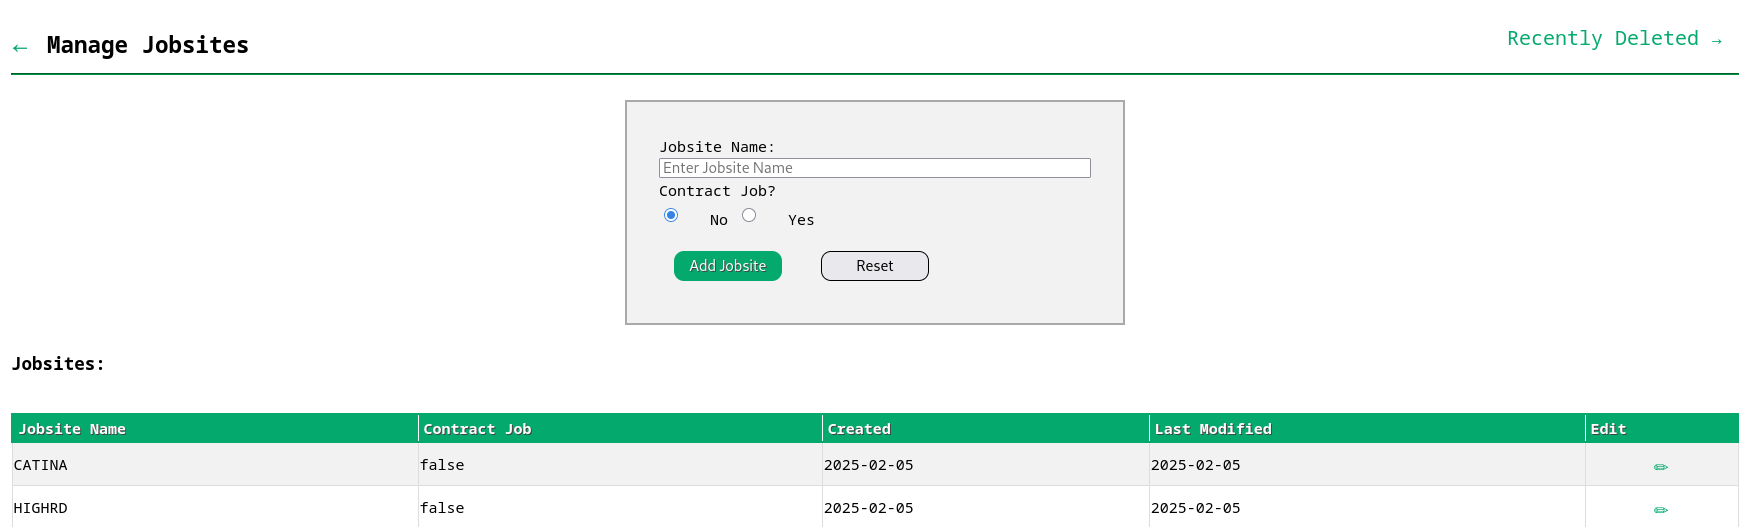 ← Manage Jobsites
Recently Deleted →
Jobsite Name:
Enter Jobsite Name
Contract Job?
No Yes
Add Jobsite Reset
Jobsites:
Jobsite Name Contract Job Created Last Modified Edit
CATINA false 2025-02-05 2025-02-05 ✏
HIGHRD false 2025-02-05 2025-02-05 ✏